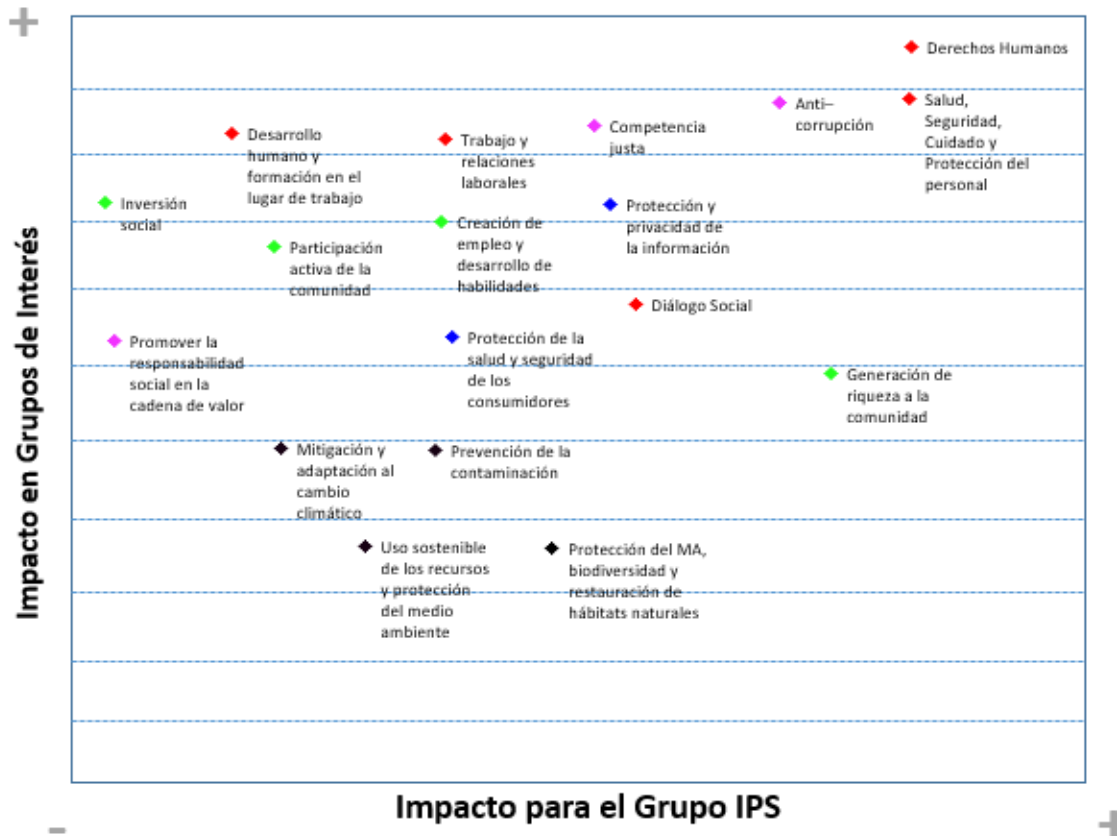 +
Derechos Humanos
Anti–
corrupción
Salud,
Seguridad,
Cuidado y
Protección del
personal
Competencia
justa
Desarrollo
humano y
formación en el
lugar de trabajo
Trabajo y
relaciones
laborales
Inversión
social
Protección y
privacidad de
la información
Creación de
empleo y
desarrollo de
habilidades
Participación
activa de la
comunidad
Diálogo Social
Promover la
responsabilidad
social en la
cadena de valor
Protección de la
salud y seguridad
de los
consumidores
Generación de
riqueza a la
comunidad
Mitigación y
adaptación al
cambio
climático
Prevención de la
contaminación
Uso sostenible
de los recursos
y protección
del medio
ambiente
Protección del MA,
biodiversidad y
restauración de
hábitats naturales
Impacto en Grupos de Interés
Impacto para el Grupo IPS
-
+